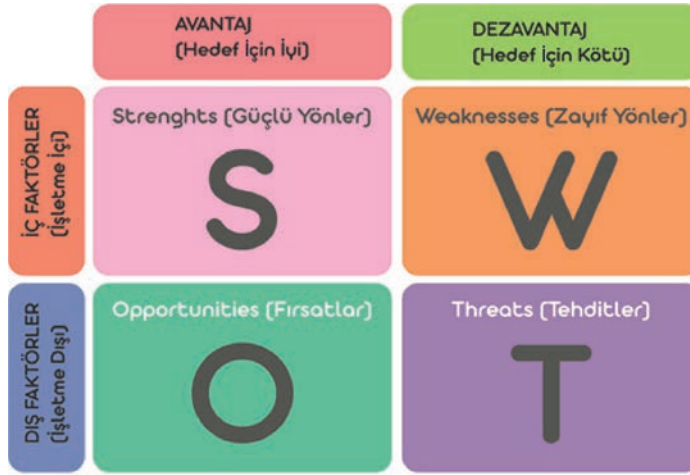 AVANTAJ
(Hedef İçin İyi)
DEZAVANTAJ
(Hedef İçin Kötü)
İÇ FAKTÖRLER
(İşletme İçi)
Strenghts (Güçlü Yönler)
S
Weaknesses (Zayıf Yönler)
W
DIŞ FAKTÖRLER
(İşletme Dışı)
Opportunities (Fırsatlar)
O
Threats (Tehditler)
T